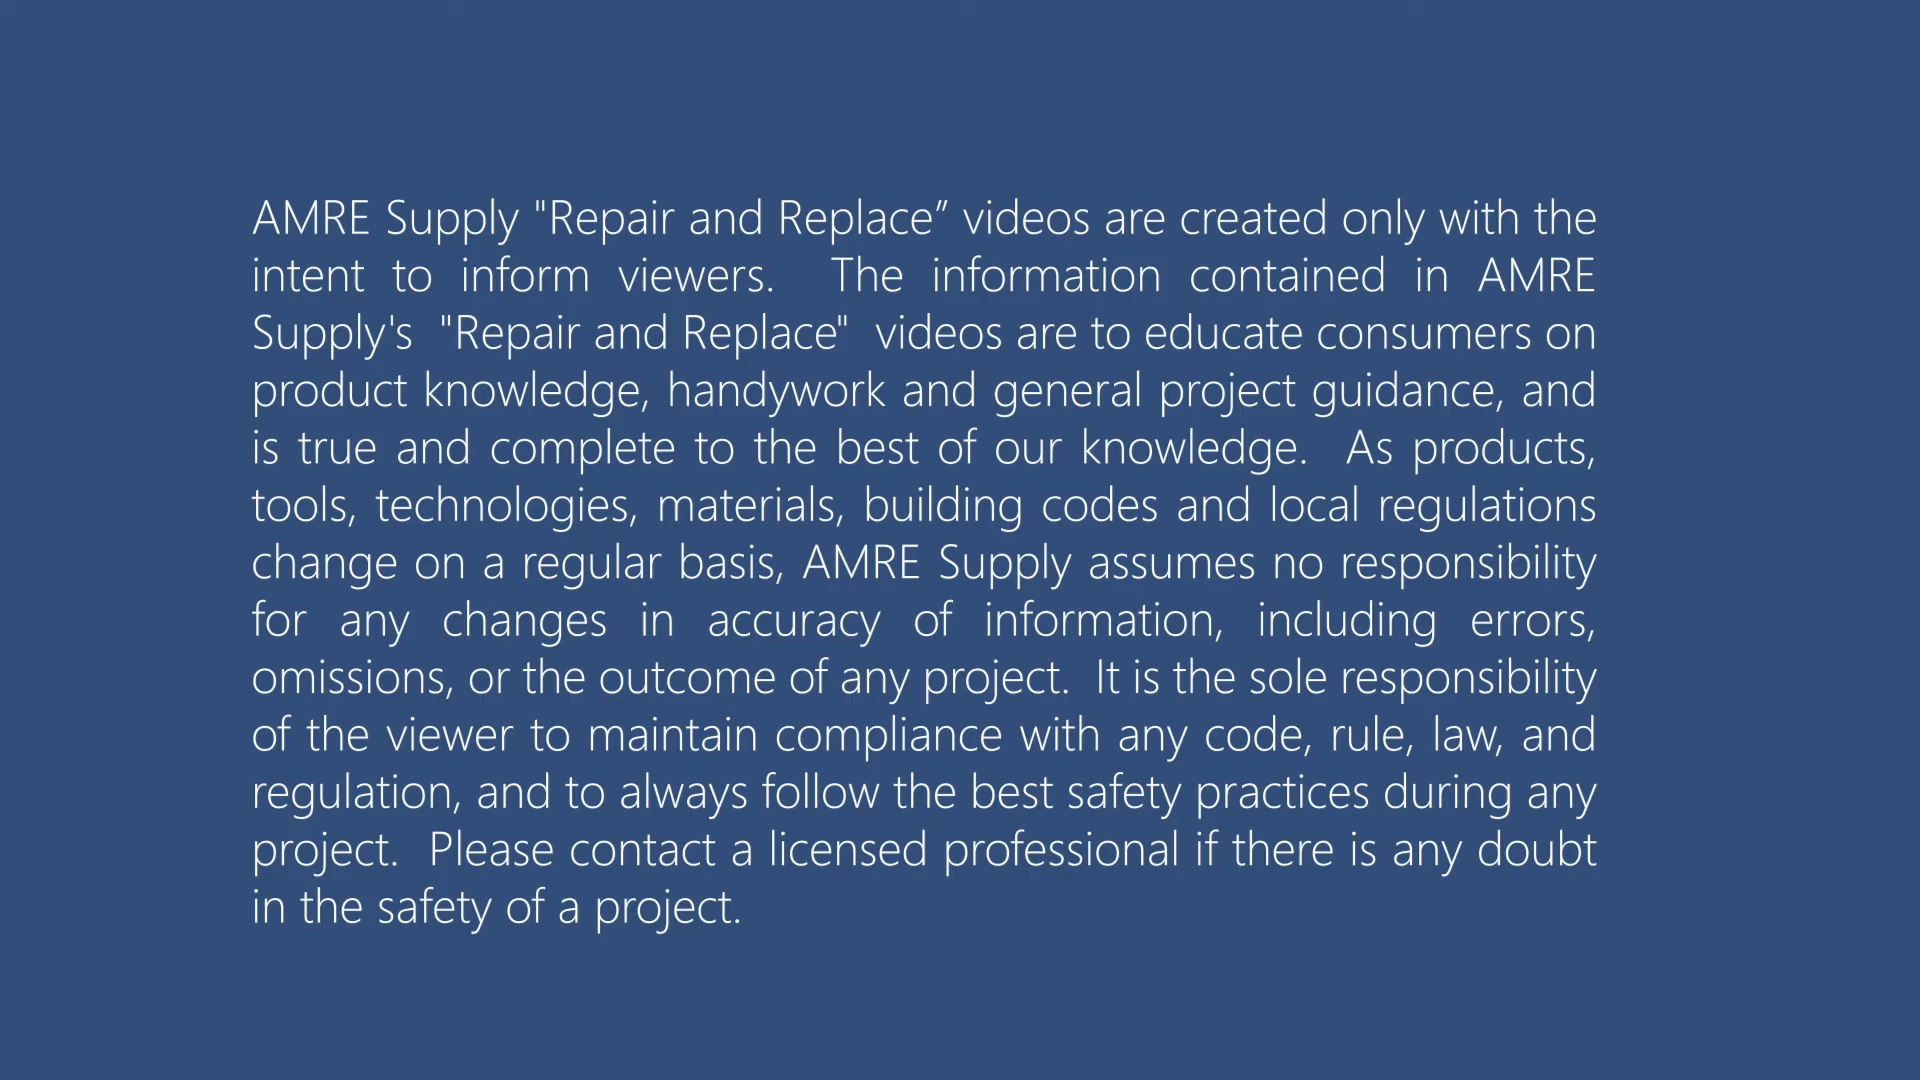 AMRE Supply "Repair and Replace” videos are created only with the
intent to inform viewers.  The information contained in AMRE
Supply's  "Repair and Replace"  videos are to educate consumers on
product knowledge, handywork and general project guidance, and
is true and complete to the best of our knowledge.  As products,
tools, technologies, materials, building codes and local regulations
change on a regular basis, AMRE Supply assumes no responsibility
for any changes in accuracy of information, including errors,
omissions, or the outcome of any project.  It is the sole responsibility
of the viewer to maintain compliance with any code, rule, law, and
regulation, and to always follow the best safety practices during any
project.  Please contact a licensed professional if there is any doubt
in the safety of a project.